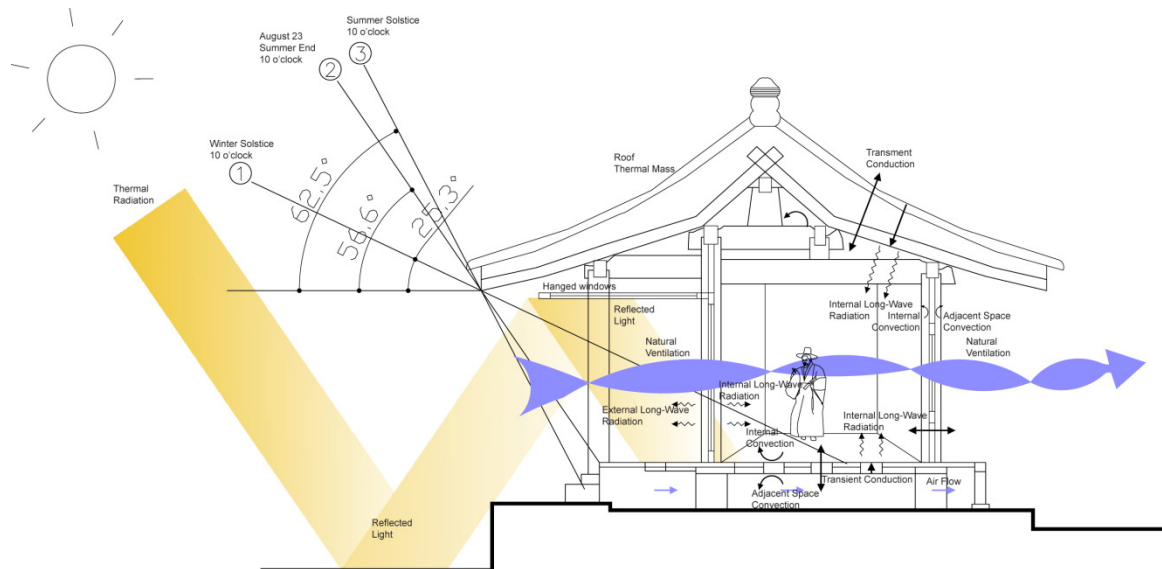 Summer Solstice
10 o'clock
3
August 23
Summer End
10 o'clock
2
Winter Solstice
10 o'clock
1
Thermal
Radiation
62.5°
56.6°
25.3°
Roof
Thermal Mass
Transment
Conduction
Hanged windows
Reflected
Light
Internal Long-Wave
Radiation
Internal
Convection
Adjacent Space
Convection
Natural
Ventilation
Natural
Ventilation
Internal Long-Wave
Radiation
External Long-Wave
Radiation
Internal
Convection
Internal Long-Wave
Radiation
Transient Conduction
Air Flow
Adjacent Space
Convection
Reflected
Light